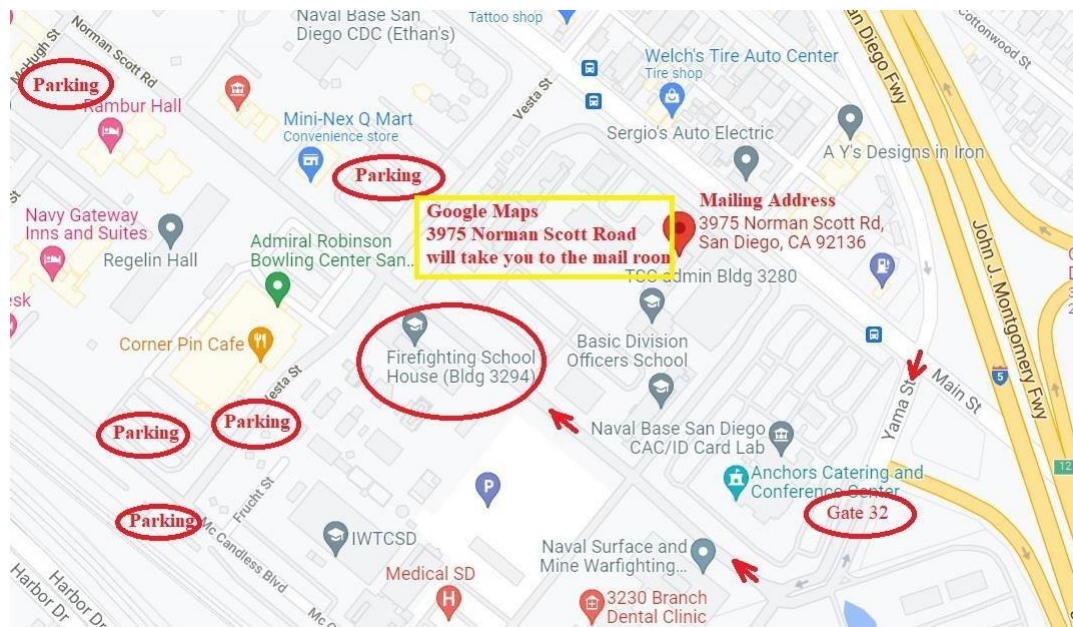 Naval Base San
Diego CDC (Ethan's)
Tattoo shop
McHugh St
Norman Scott Rd
Parking
Rambur Hall
Mini-Nex Q Mart
Convenience store
Vesta St
Welch's Tire Auto Center
Tire shop
Sergio's Auto Electric
A Y's Designs in Iron
San Diego Fwy
Cottonwood St
Parking
Navy Gateway
Inns and Suites
Regelin Hall
Admiral Robinson
Bowling Center San...
Google Maps
3975 Norman Scott Road
will take you to the mail room
Mailing Address
3975 Norman Scott Rd,
San Diego, CA 92136
TSC admin Bldg 3280
John J. Montgomery Fwy
esk
Corner Pin Cafe
Firefighting School
House (Bldg 3294)
Basic Division
Officers School
5
Main St
Yama St
Vesta St
Parking
Parking
Naval Base San Diego
CAC/ID Card Lab
Anchors Catering and
Conference Center
12
Gate 32
P
Parking
Frucht St
Mc Candless Blvd
IWTCSD
Naval Surface and
Mine Warfighting...
Medical SD
H
3230 Branch
Dental Clinic
Harbor Dr
Harbor Dr